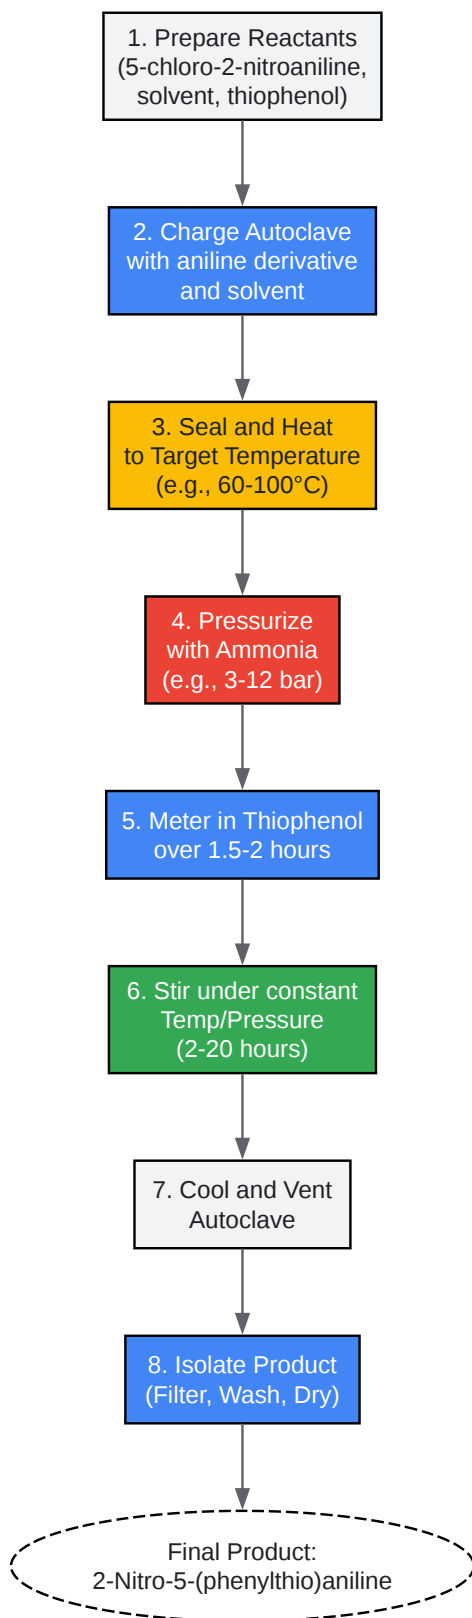 1. Prepare Reactants
(5-chloro-2-nitroaniline,
solvent, thiophenol)
2. Charge Autoclave
with aniline derivative
and solvent
3. Seal and Heat
to Target Temperature
(e.g., 60-100°C)
4. Pressurize
with Ammonia
(e.g., 3-12 bar)
5. Meter in Thiophenol
over 1.5-2 hours
6. Stir under constant
Temp/Pressure
(2-20 hours)
7. Cool and Vent
Autoclave
8. Isolate Product
(Filter, Wash, Dry)
Final Product:
2-Nitro-5-(phenylthio)aniline